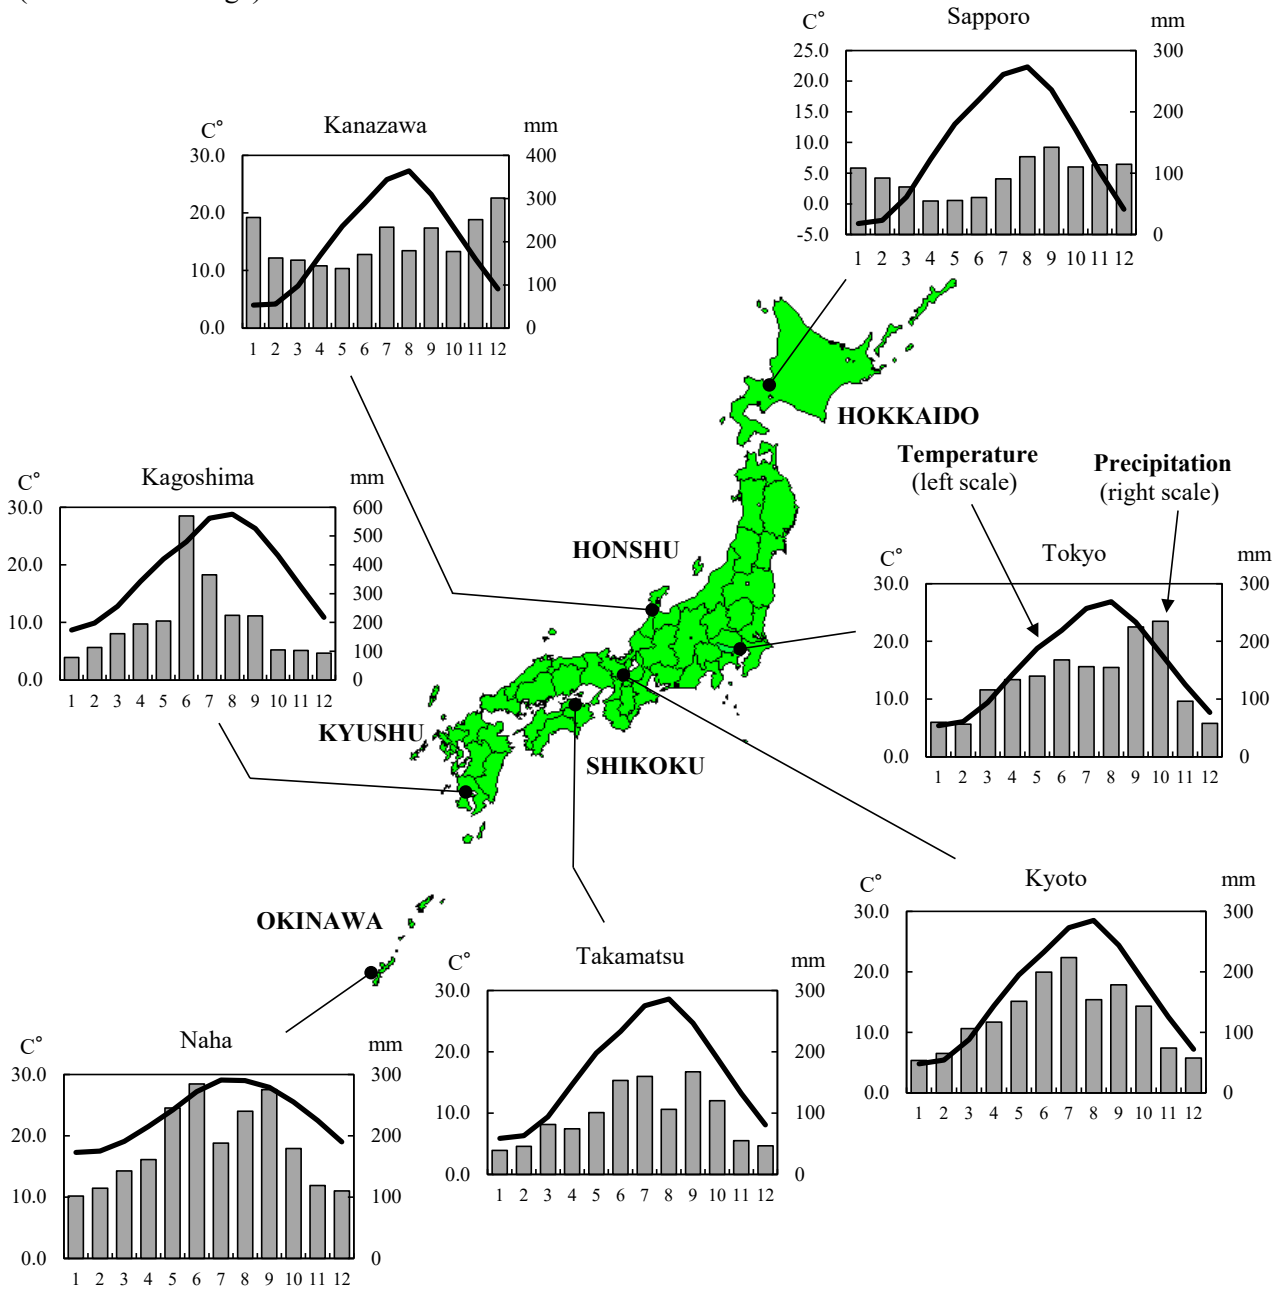 Sapporo
C° mm
25.0 300
20.0
15.0 200
10.0
5.0 100
0.0
-5.0 0
1 2 3 4 5 6 7 8 9 10 11 12
Kanazawa
C° mm
30.0 400
300
20.0
200
10.0
100
0.0 0
1 2 3 4 5 6 7 8 9 10 11 12
HOKKAIDO
Temperature
(left scale)
Precipitation
(right scale)
Kagoshima
C° mm
30.0 600
500
20.0 400
300
10.0 200
100
0.0 0
1 2 3 4 5 6 7 8 9 10 11 12
HONSHU
Tokyo
C° mm
30.0 300
20.0 200
10.0 100
0.0 0
1 2 3 4 5 6 7 8 9 10 11 12
KYUSHU
SHIKOKU
Kyoto
C° mm
30.0 300
20.0 200
10.0 100
0.0 0
1 2 3 4 5 6 7 8 9 10 11 12
OKINAWA
Takamatsu
C° mm
30.0 300
20.0 200
10.0 100
0.0 0
1 2 3 4 5 6 7 8 9 10 11 12
Naha
C° mm
30.0 300
20.0 200
10.0 100
0.0 0
1 2 3 4 5 6 7 8 9 10 11 12